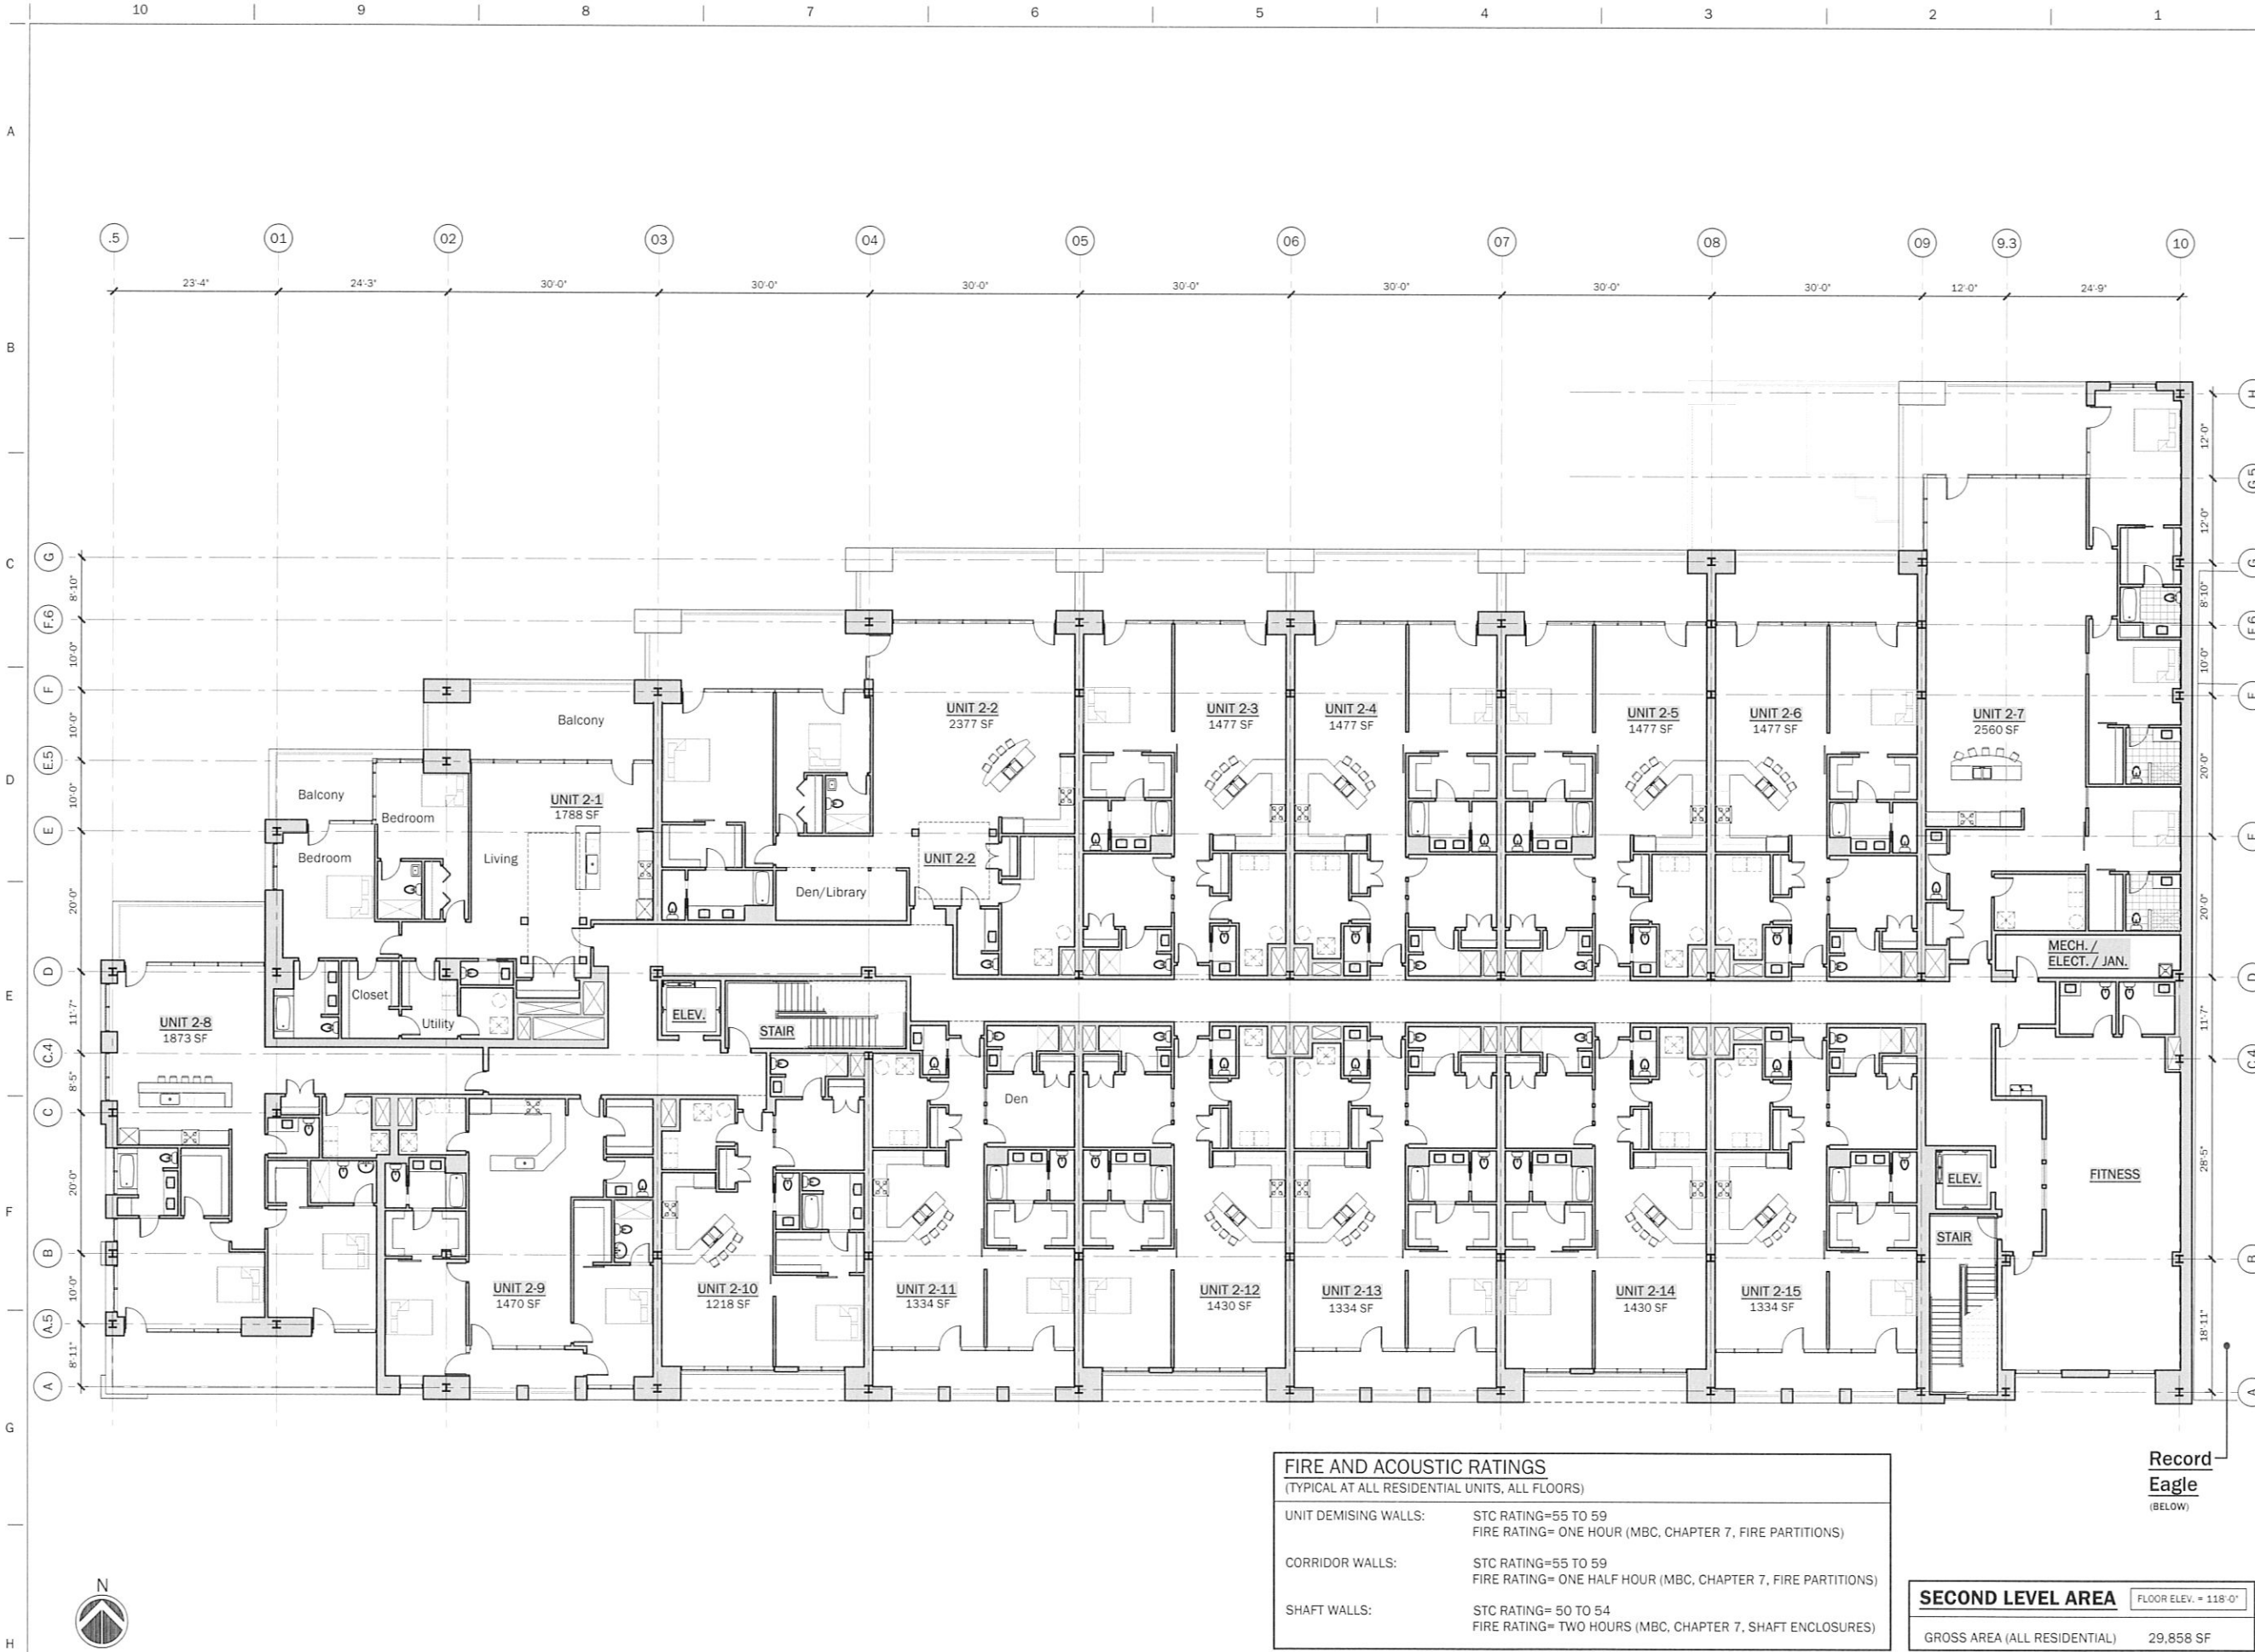 10 9 8 7 6 5 4 3 2 1
A
B
C
D
E
F
G
H
.5 01 02 03 04 05 06 07 08 09 9.3 10
23'-4" 24'-3" 30'-0" 30'-0" 30'-0" 30'-0" 30'-0" 30'-0" 30'-0" 12'-0" 24'-9"
G
8'-10"
F.6
10'-0"
F
10'-0"
E.5
10'-0"
E
20'-0"
D
11'-7"
C.4
8'-5"
C
20'-0"
B
10'-0"
A.5
8'-11"
A
H
12'-0"
G.5
12'-0"
G
8'-10"
F.6
10'-0"
F
20'-0"
E
20'-0"
D
11'-7"
C.4
28'-5"
B
18'-11"
A
Balcony
Balcony
Bedroom
Bedroom
UNIT 2-1
1788 SF
Living
Closet
Utility
UNIT 2-2
2377 SF
UNIT 2-2
Den/Library
UNIT 2-3
1477 SF
UNIT 2-4
1477 SF
UNIT 2-5
1477 SF
UNIT 2-6
1477 SF
UNIT 2-7
2560 SF
MECH. /
ELECT. / JAN.
UNIT 2-8
1873 SF
ELEV.
STAIR
Den
UNIT 2-9
1470 SF
UNIT 2-10
1218 SF
UNIT 2-11
1334 SF
UNIT 2-12
1430 SF
UNIT 2-13
1334 SF
UNIT 2-14
1430 SF
UNIT 2-15
1334 SF
ELEV.
STAIR
FITNESS
Record
Eagle
(BELOW)
FIRE AND ACOUSTIC RATINGS
(TYPICAL AT ALL RESIDENTIAL UNITS, ALL FLOORS)
UNIT DEMISING WALLS: STC RATING=55 TO 59
FIRE RATING= ONE HOUR (MBC, CHAPTER 7, FIRE PARTITIONS)
CORRIDOR WALLS: STC RATING=55 TO 59
FIRE RATING= ONE HALF HOUR (MBC, CHAPTER 7, FIRE PARTITIONS)
SHAFT WALLS: STC RATING= 50 TO 54
FIRE RATING= TWO HOURS (MBC, CHAPTER 7, SHAFT ENCLOSURES)
SECOND LEVEL AREA FLOOR ELEV. = 118'-0"
GROSS AREA (ALL RESIDENTIAL) 29,858 SF
N